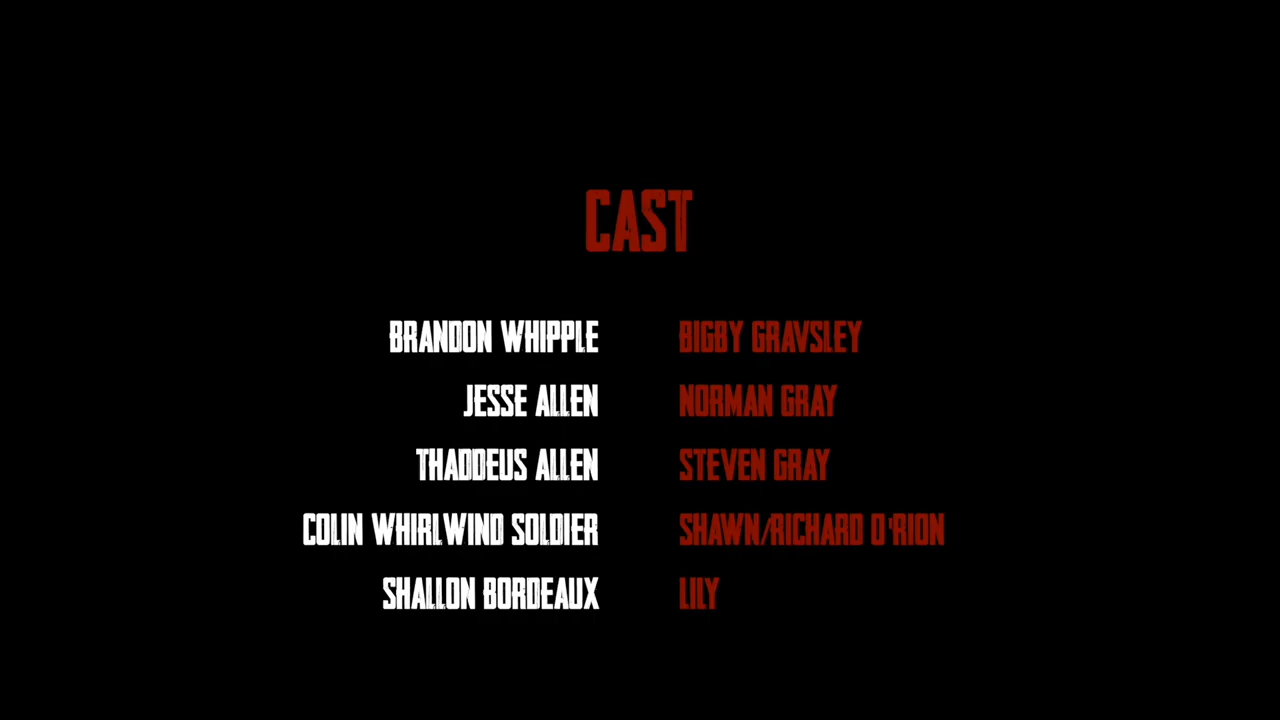 CAST
BRANDON WHIPPLE BIGBY GRAVSLEY
JESSE ALLEN NORMAN GRAY
THADDEUS ALLEN STEVEN GRAY
COLIN WHIRLWIND SOLDIER SHAWN/RICHARD O'RION
SHALLON BORDEAUX LILY